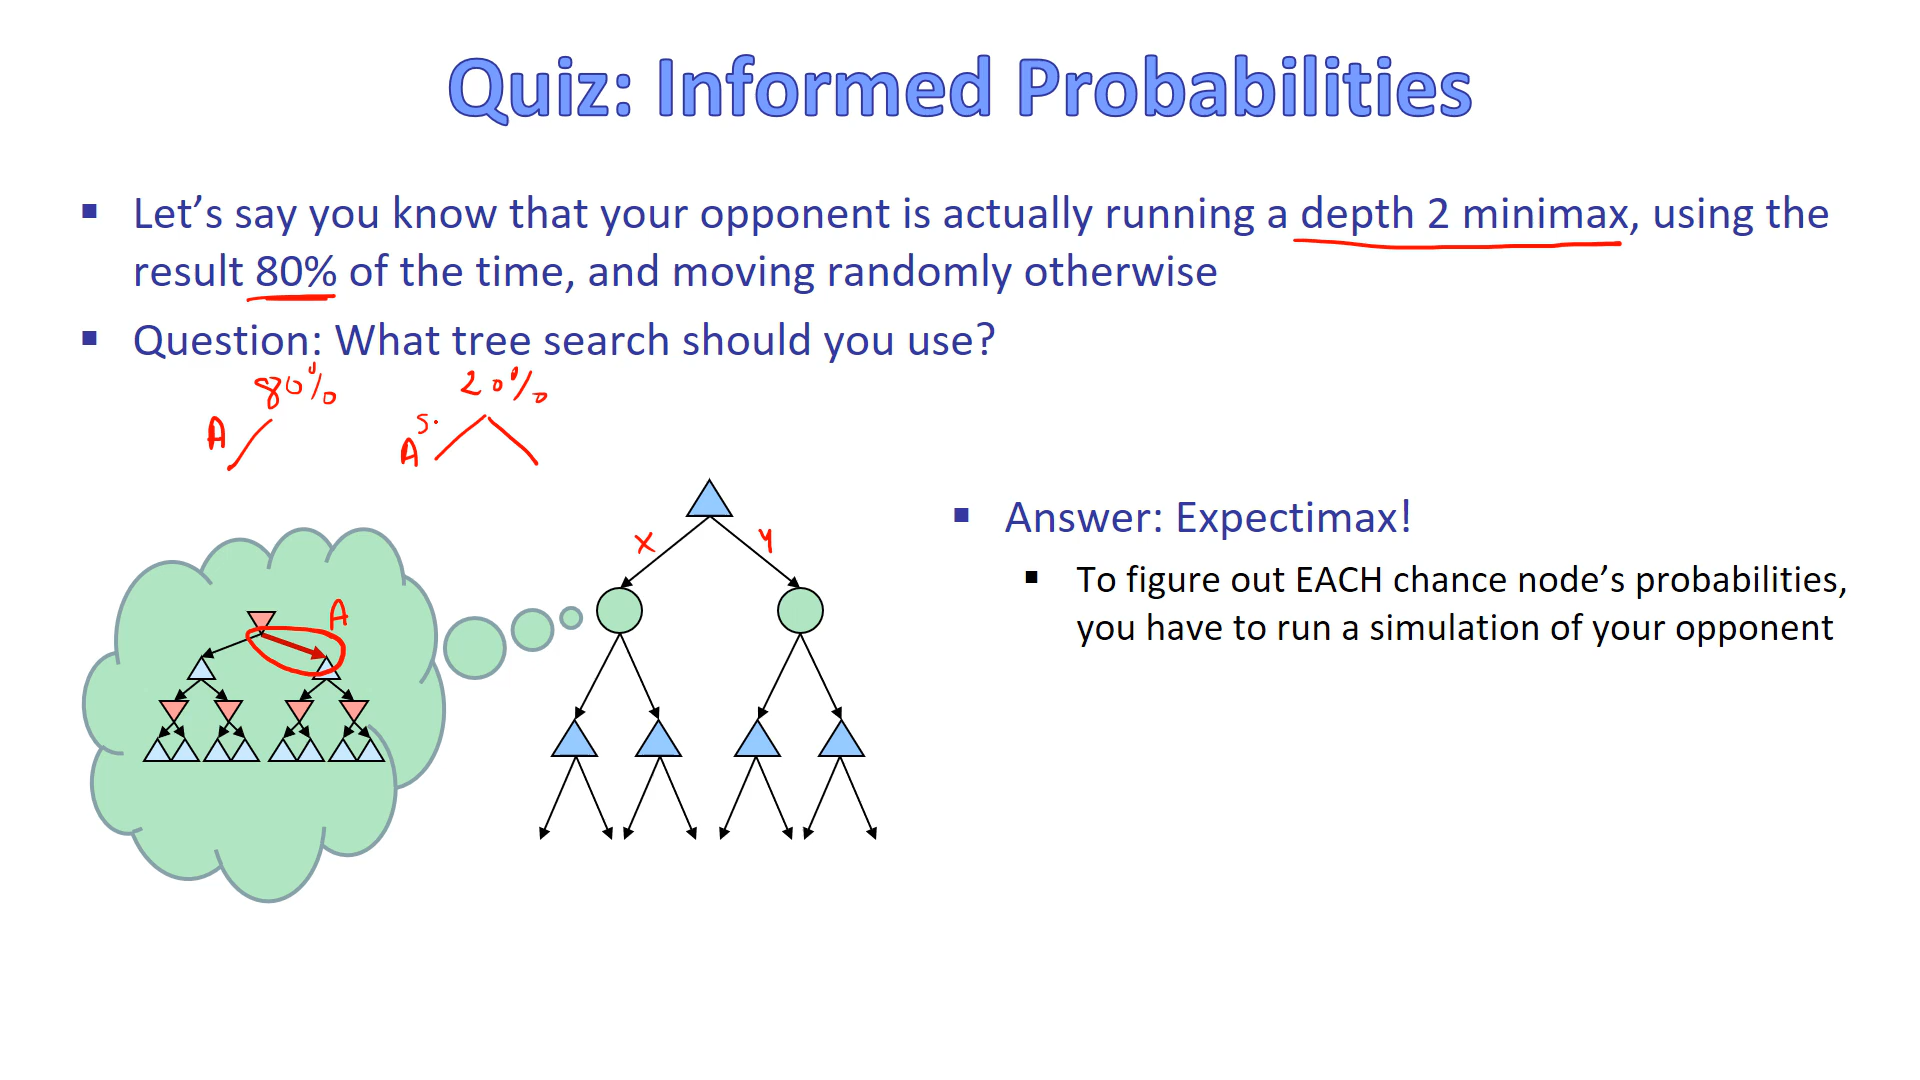 Quiz: Informed Probabilities
Let’s say you know that your opponent is actually running a depth 2 minimax, using the
result 80% of the time, and moving randomly otherwise
Question: What tree search should you use?
80% 20%
A A 5.
X Y
Answer: Expectimax!
To figure out EACH chance node’s probabilities,
you have to run a simulation of your opponent
A